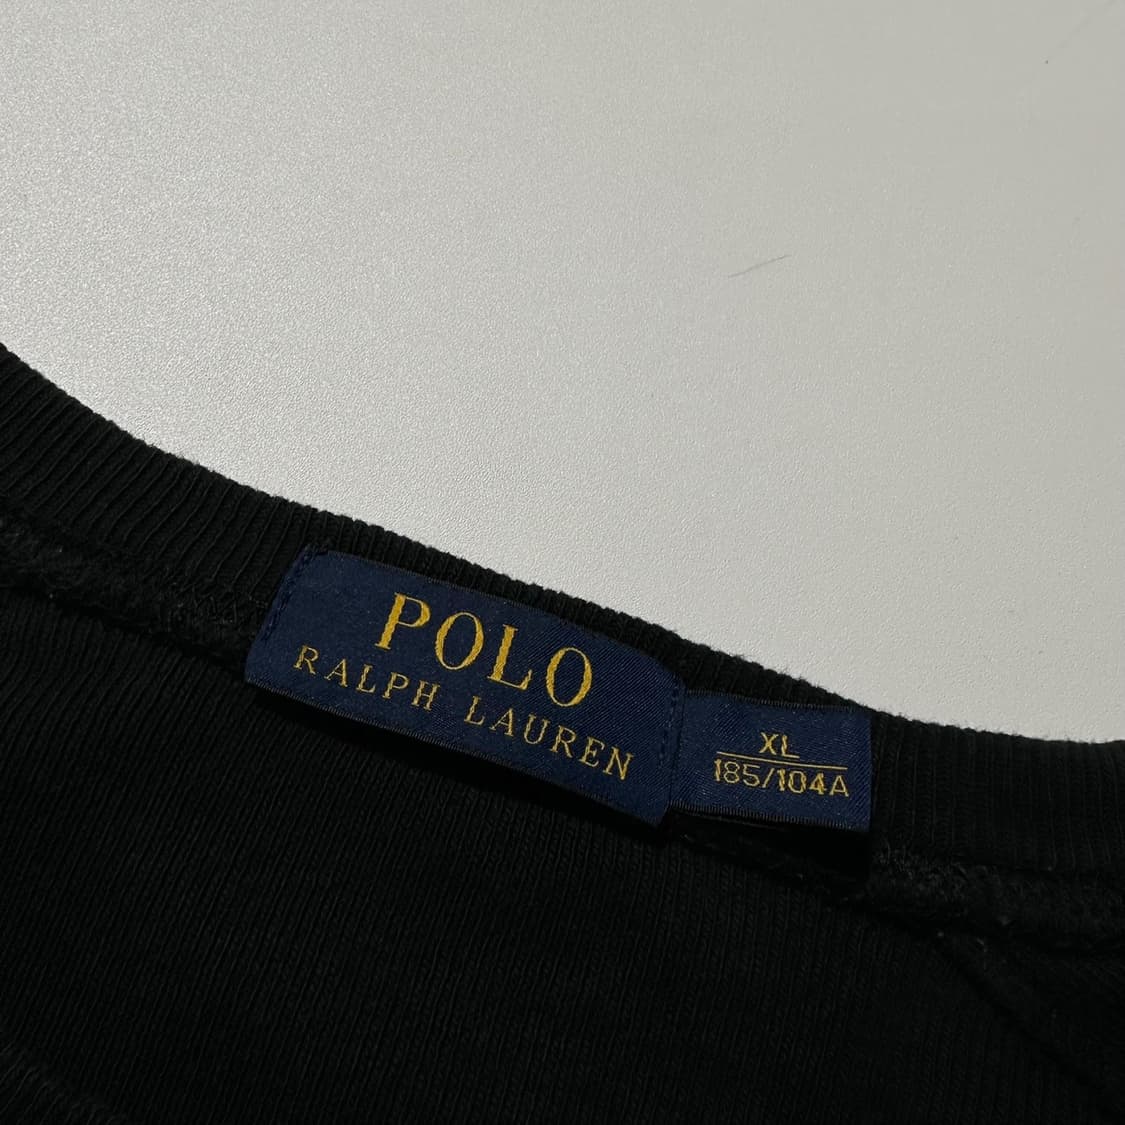 POLO
RALPH LAUREN
XL
185/104A